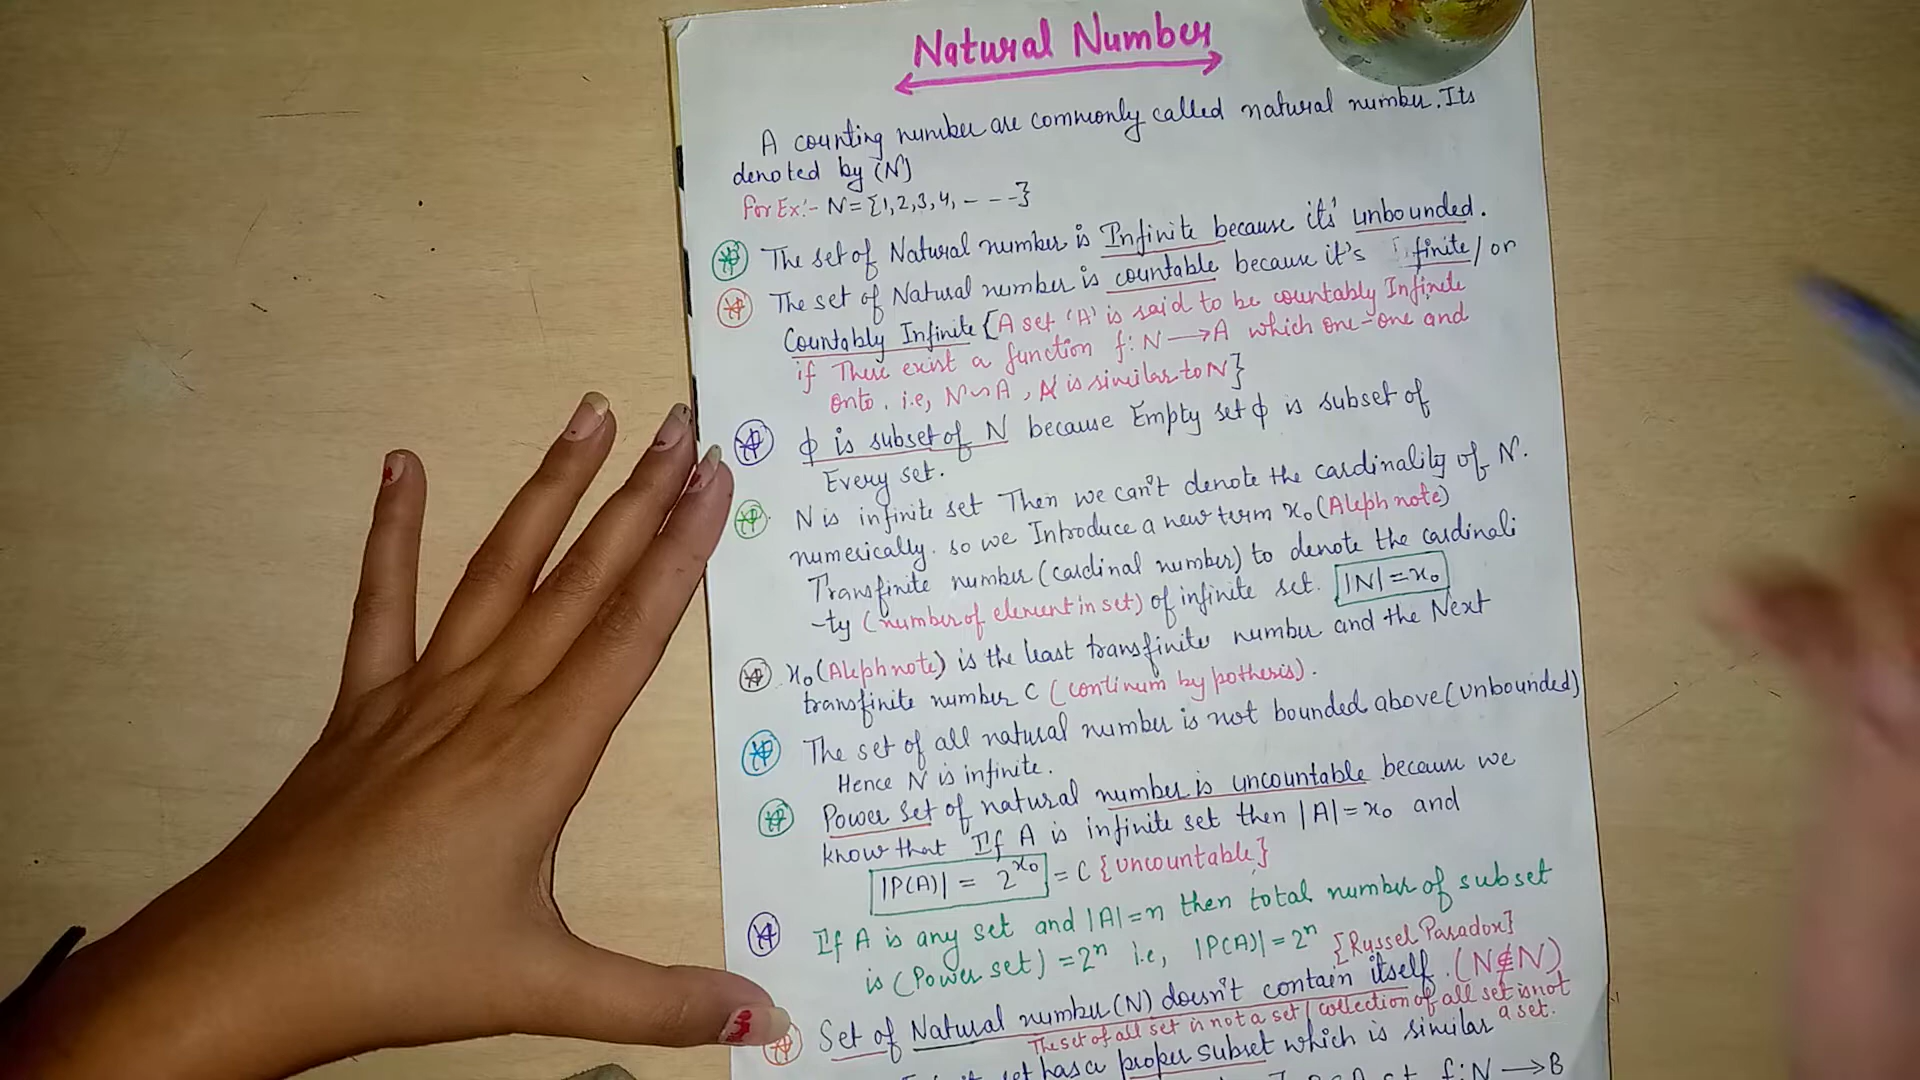 Natural Number
A counting number are commonly called natural number. Its
denoted by (N)
For Ex:- N = {1,2,3,4, - - -}
The set of Natural number is Infinite because its' unbounded.
The set of Natural number is countable because it's finite / or
Countably Infinite [A set 'A' is said to be countably Infinite
if There exist a function f: N → A which one-one and
onto. i.e, N ~ A, N is similar to N}
ϕ is subset of N because Empty set ϕ is subset of
Every set.
N is infinite set Then we can't denote the cardinality of N.
numerically. so we Introduce a new term x₀ (Aleph note)
Transfinite number (cardinal number) to denote the cardinali
-ty (number of element in set) of infinite set. |N| = x₀
x₀ (Aleph note) is the least transfinite number and the Next
transfinite number C (continum by pothesis).
The set of all natural number is not bounded above (unbounded)
Hence N is infinite.
Power Set of natural number is uncountable because we
know that If A is infinite set then |A| = x₀ and
|P(A)| = 2^x₀ = C {uncountable}
If A is any set and |A| = n then total number of subset
is (Power set) = 2ⁿ i.e, |P(A)| = 2ⁿ {Russel Paradox}
Set of Natural number (N) doesn't contain itself. (N∉N)
The set of all set is not a set / collection of all set is not
a set.
set has a proper subset which is similar
f: N → B